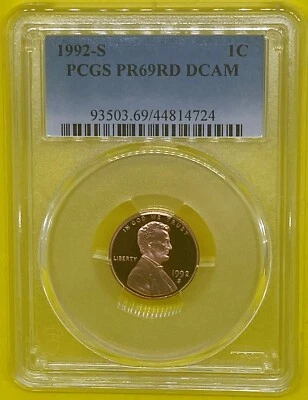 1992-S 1C
PCGS PR69RD DCAM
93503.69/44814724
IN GOD WE TRUST
LIBERTY
1992
S